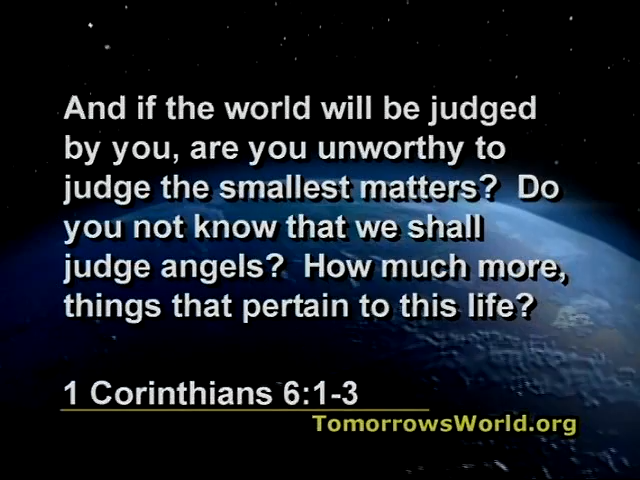 And if the world will be judged
by you, are you unworthy to
judge the smallest matters?  Do
you not know that we shall
judge angels?  How much more,
things that pertain to this life?
1 Corinthians 6:1-3
TomorrowsWorld.org